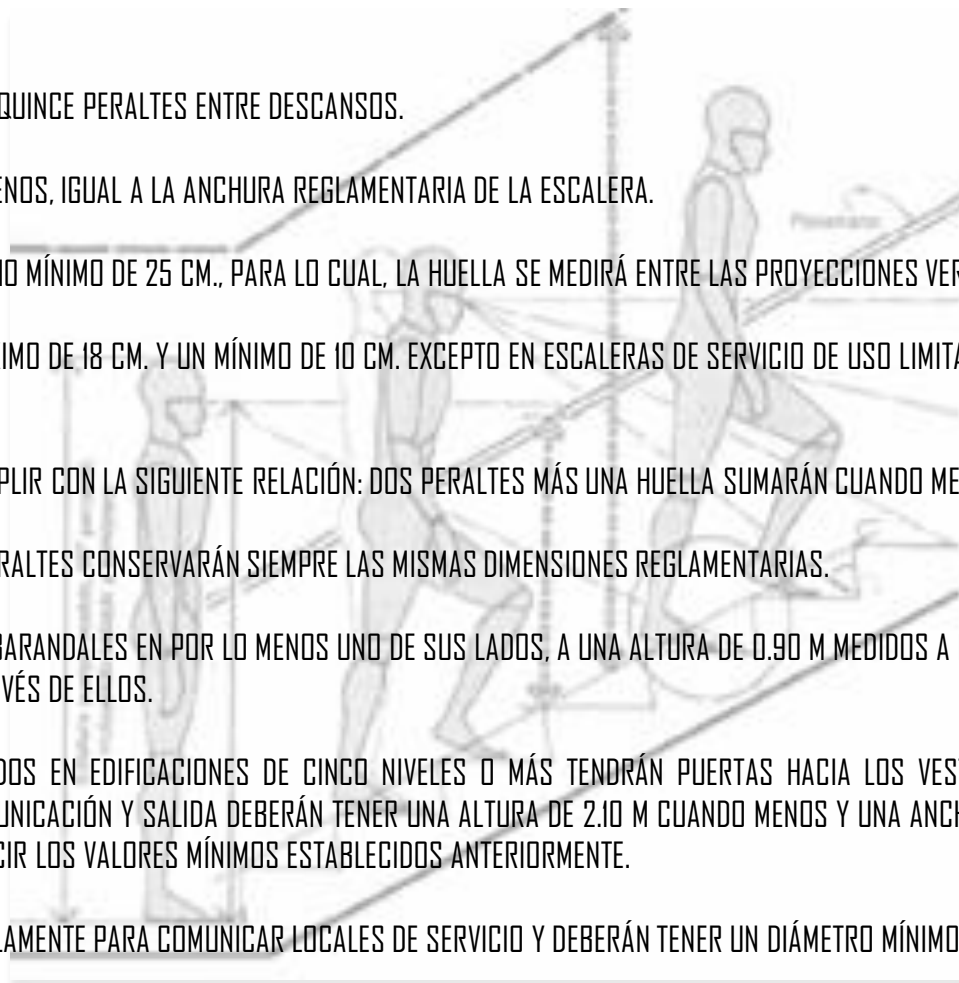 QUINCE PERALTES ENTRE DESCANSOS.
ENOS, IGUAL A LA ANCHURA REGLAMENTARIA DE LA ESCALERA.
MÍNIMO DE 25 CM., PARA LO CUAL, LA HUELLA SE MEDIRÁ ENTRE LAS PROYECCIONES VER
IMO DE 18 CM. Y UN MÍNIMO DE 10 CM. EXCEPTO EN ESCALERAS DE SERVICIO DE USO LIMITA
PLIR CON LA SIGUIENTE RELACIÓN: DOS PERALTES MÁS UNA HUELLA SUMARÁN CUANDO ME
RALTES CONSERVARÁN SIEMPRE LAS MISMAS DIMENSIONES REGLAMENTARIAS.
BARANDALES EN POR LO MENOS UNO DE SUS LADOS, A UNA ALTURA DE 0.90 M MEDIDOS A
VÉS DE ELLOS.
DOS EN EDIFICACIONES DE CINCO NIVELES O MÁS TENDRÁN PUERTAS HACIA LOS VEST
UNICACIÓN Y SALIDA DEBERÁN TENER UNA ALTURA DE 2.10 M CUANDO MENOS Y UNA ANCH
CIR LOS VALORES MÍNIMOS ESTABLECIDOS ANTERIORMENTE.
LAMENTE PARA COMUNICAR LOCALES DE SERVICIO Y DEBERÁN TENER UN DIÁMETRO MÍNIMO